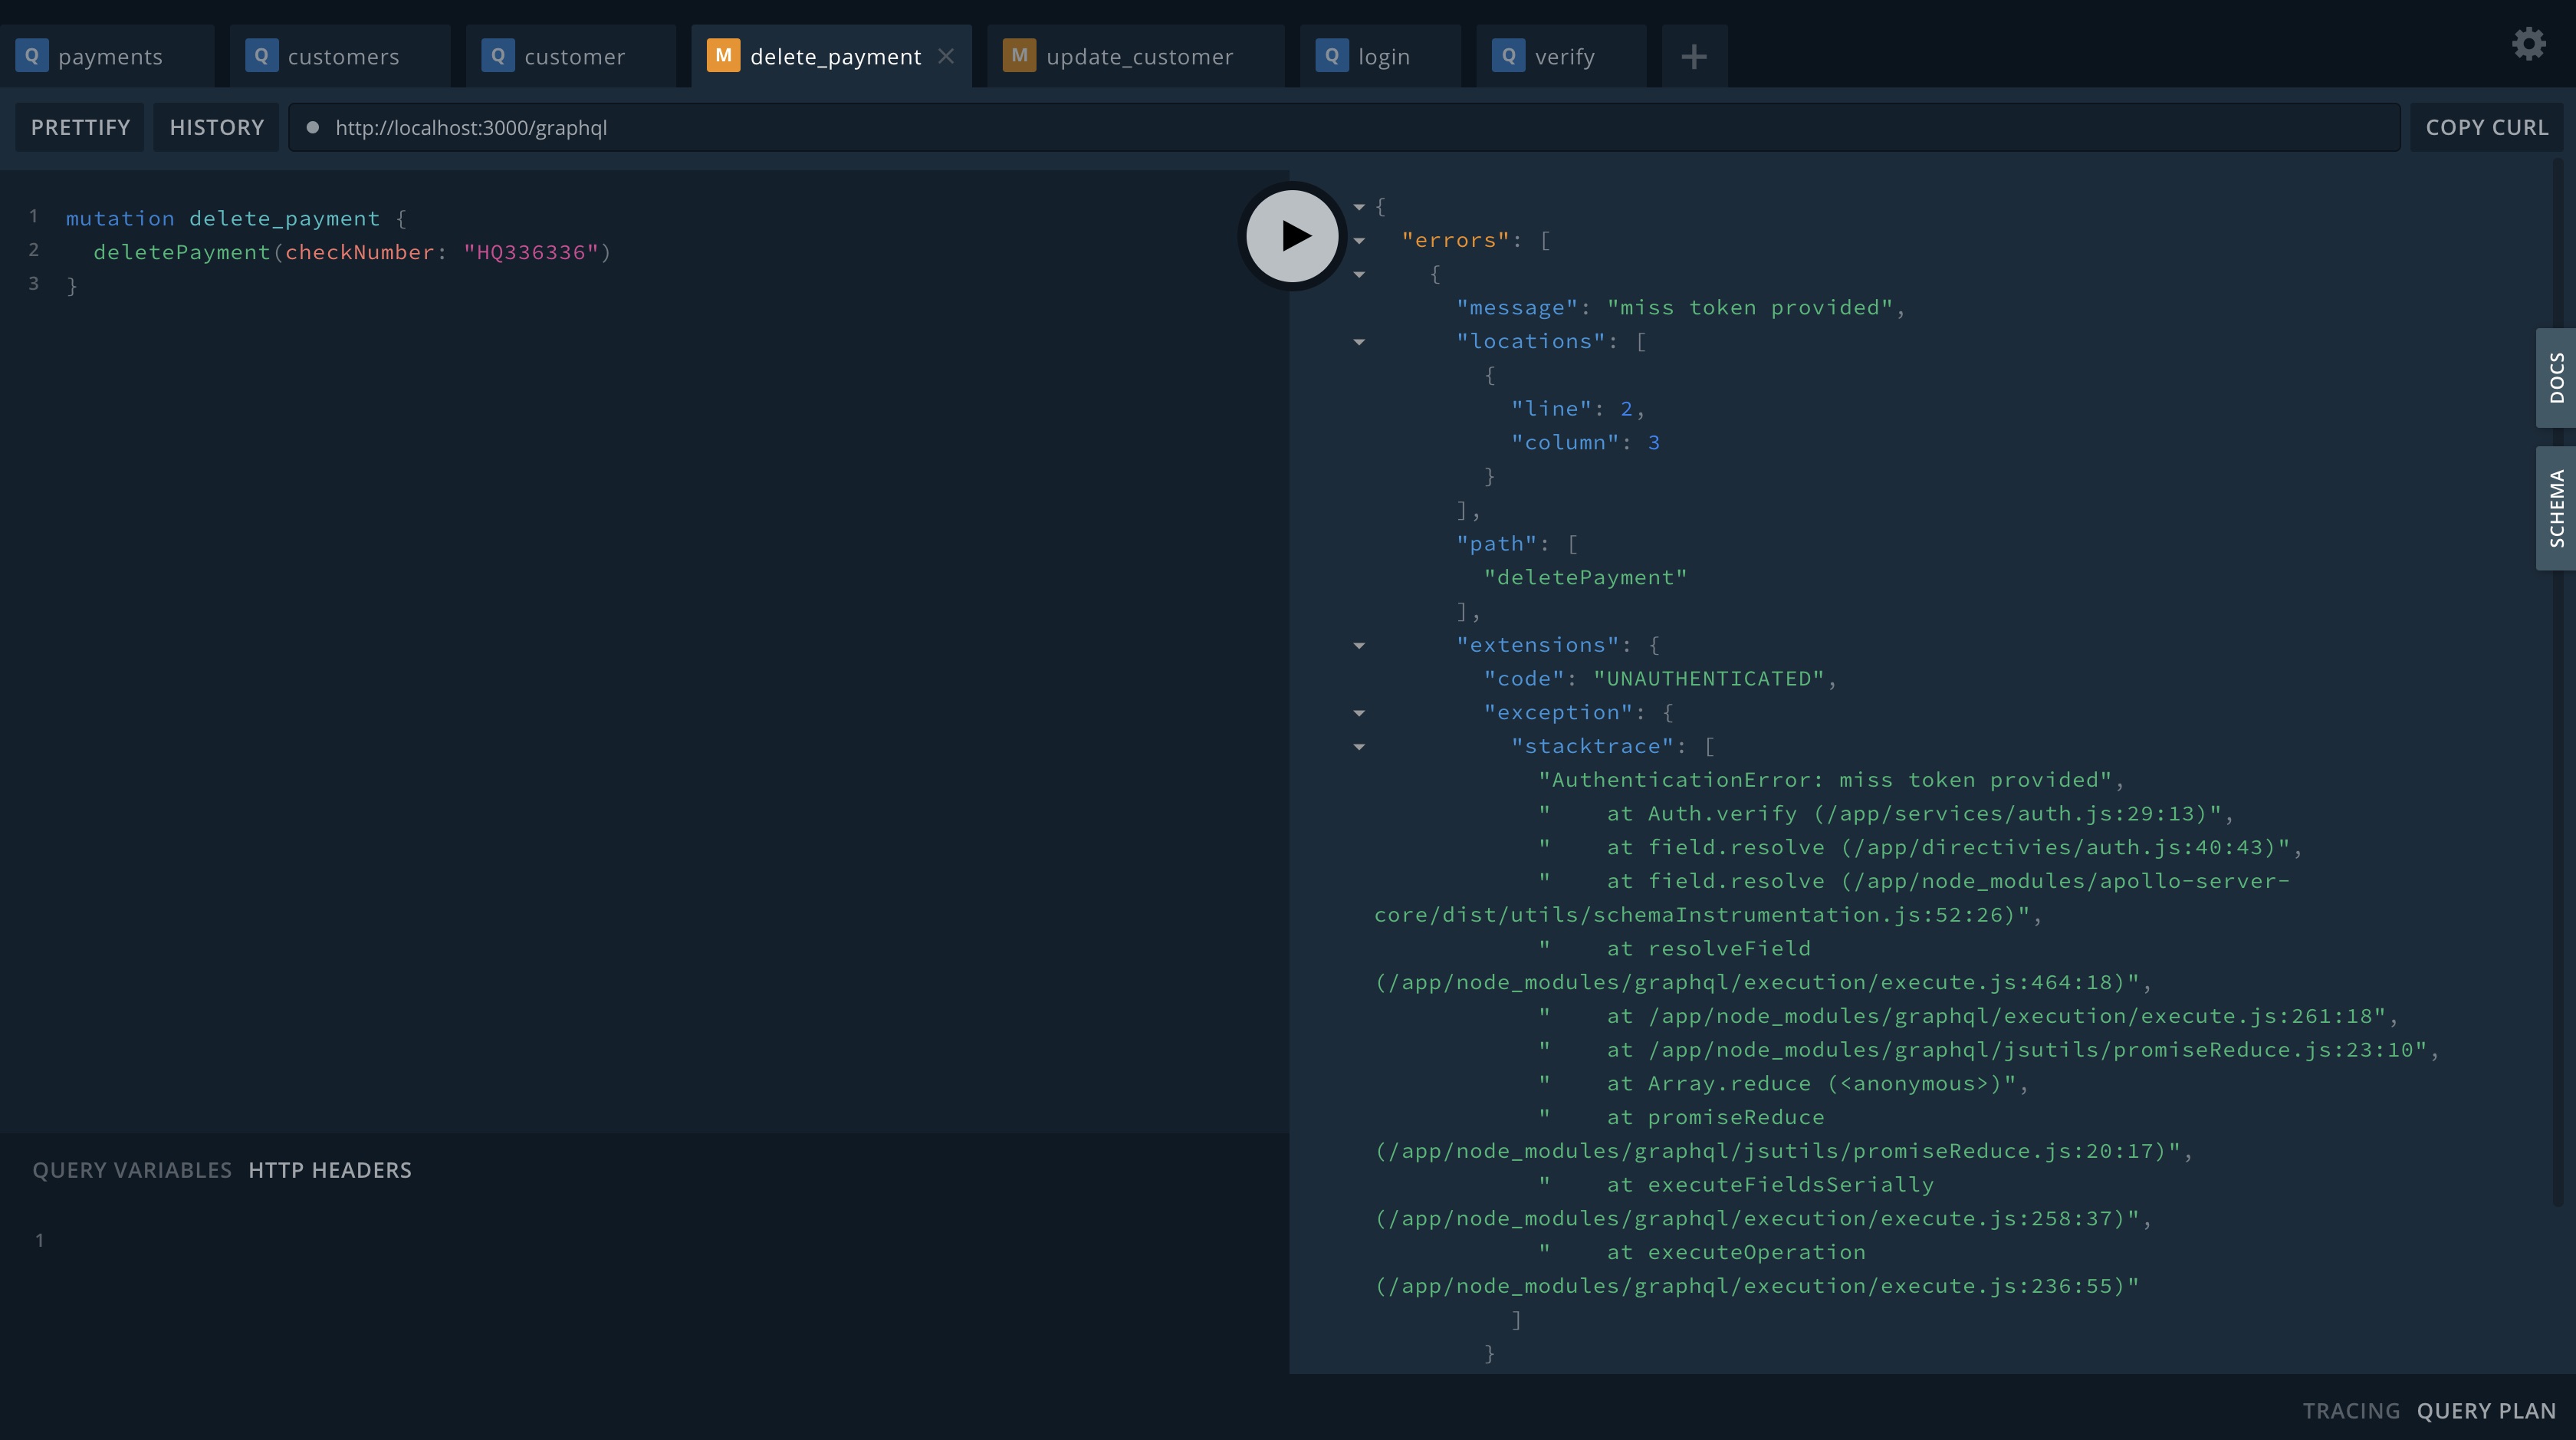 Q payments Q customers Q customer M delete_payment M update_customer Q login Q verify +
PRETTIFY HISTORY http://localhost:3000/graphql COPY CURL
1 mutation delete_payment {
2 deletePayment(checkNumber: "HQ336336")
3 }
{
"errors": [
{
"message": "miss token provided",
"locations": [
{
"line": 2,
"column": 3
}
],
"path": [
"deletePayment"
],
"extensions": {
"code": "UNAUTHENTICATED",
"exception": {
"stacktrace": [
"AuthenticationError: miss token provided",
"    at Auth.verify (/app/services/auth.js:29:13)",
"    at field.resolve (/app/directivies/auth.js:40:43)",
"    at field.resolve (/app/node_modules/apollo-server-
core/dist/utils/schemaInstrumentation.js:52:26)",
"    at resolveField
(/app/node_modules/graphql/execution/execute.js:464:18)",
"    at /app/node_modules/graphql/execution/execute.js:261:18",
"    at /app/node_modules/graphql/jsutils/promiseReduce.js:23:10",
"    at Array.reduce (<anonymous>)",
"    at promiseReduce
(/app/node_modules/graphql/jsutils/promiseReduce.js:20:17)",
"    at executeFieldsSerially
(/app/node_modules/graphql/execution/execute.js:258:37)",
"    at executeOperation
(/app/node_modules/graphql/execution/execute.js:236:55)"
]
}
DOCS
SCHEMA
QUERY VARIABLES HTTP HEADERS
1
TRACING QUERY PLAN